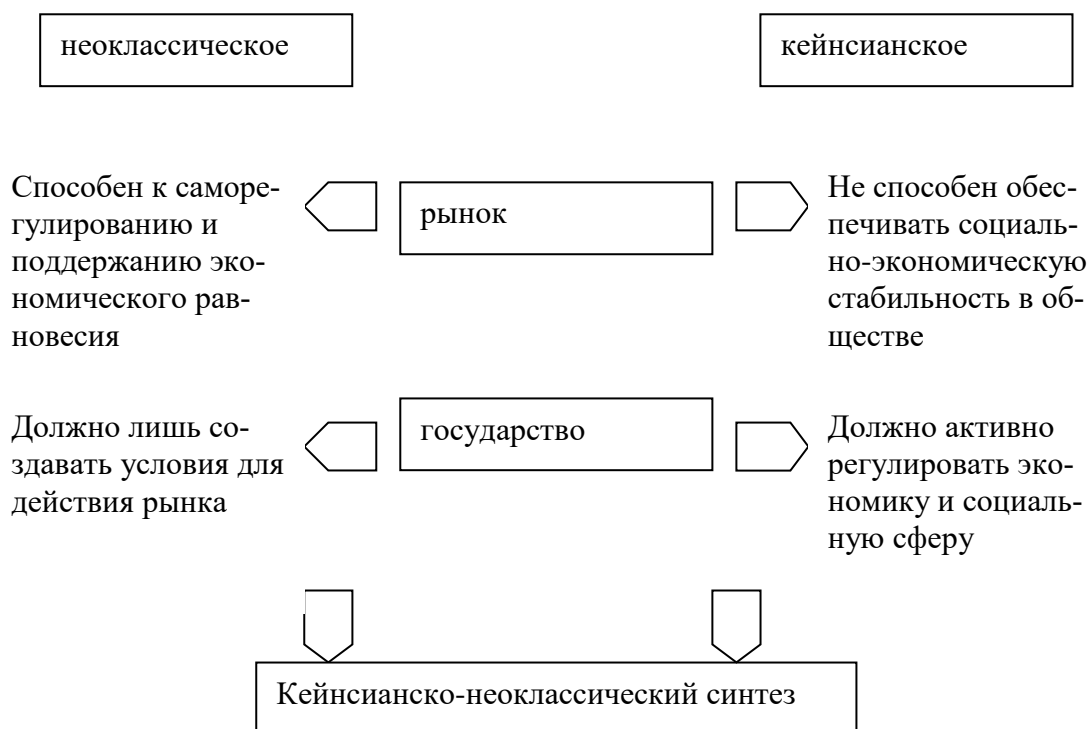 неоклассическое
кейнсианское
Способен к саморе-
гулированию и
поддержанию эко-
номического рав-
новесия
рынок
Не способен обес-
печивать социаль-
но-экономическую
стабильность в об-
ществе
Должно лишь со-
здавать условия для
действия рынка
государство
Должно активно
регулировать эко-
номику и социаль-
ную сферу
Кейнсианско-неоклассический синтез